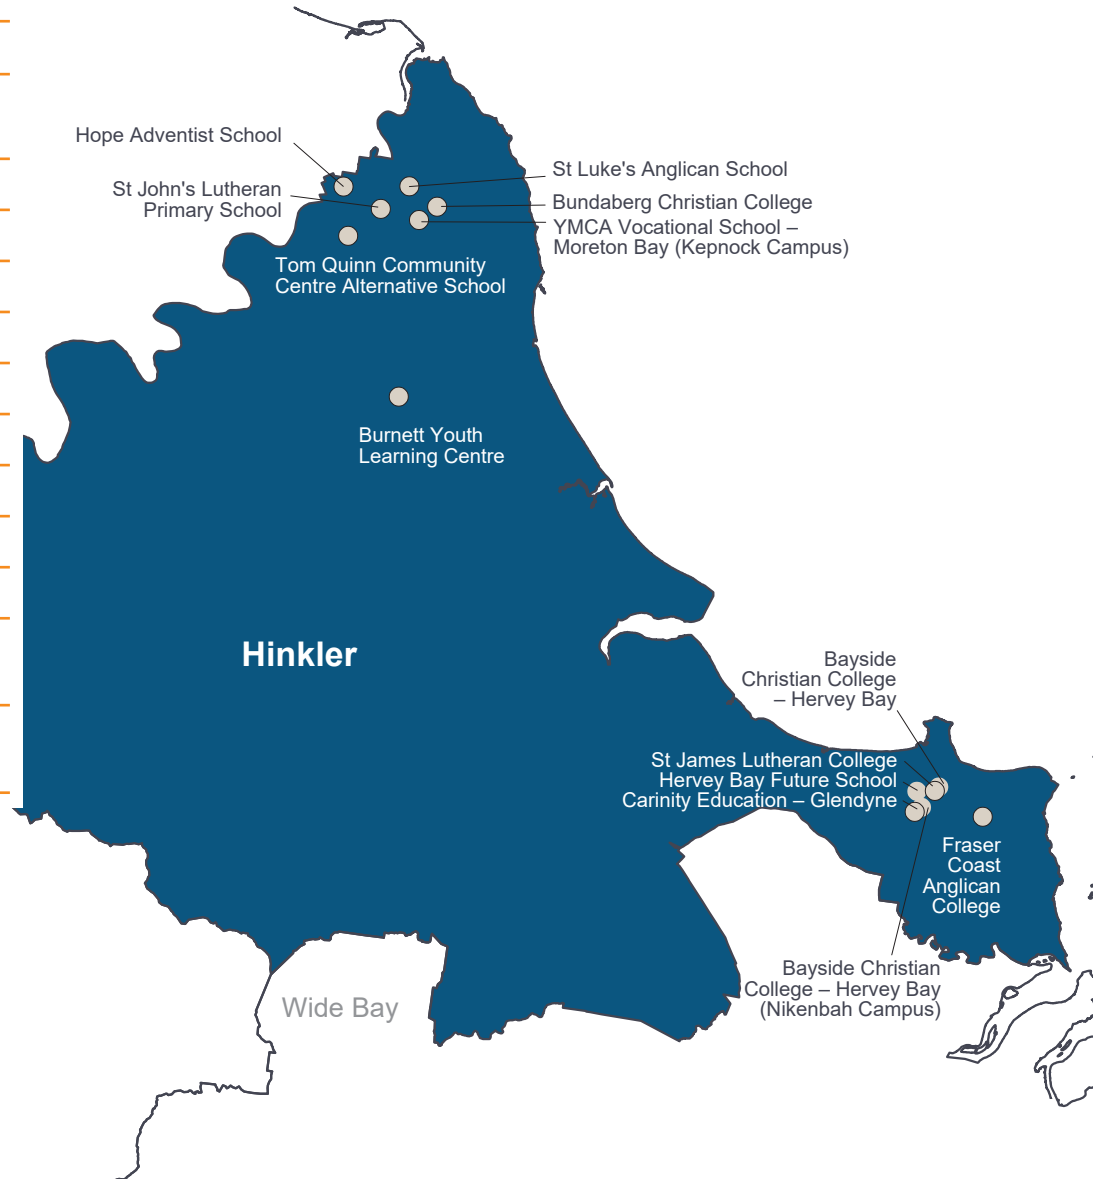 Hope Adventist School
St John's Lutheran
Primary School
St Luke's Anglican School
Bundaberg Christian College
YMCA Vocational School –
Moreton Bay (Kepnock Campus)
Tom Quinn Community
Centre Alternative School
Burnett Youth
Learning Centre
Hinkler
Bayside
Christian College
– Hervey Bay
St James Lutheran College
Hervey Bay Future School
Carinity Education – Glendyne
Fraser
Coast
Anglican
College
Bayside Christian
College – Hervey Bay
(Nikenbah Campus)
Wide Bay